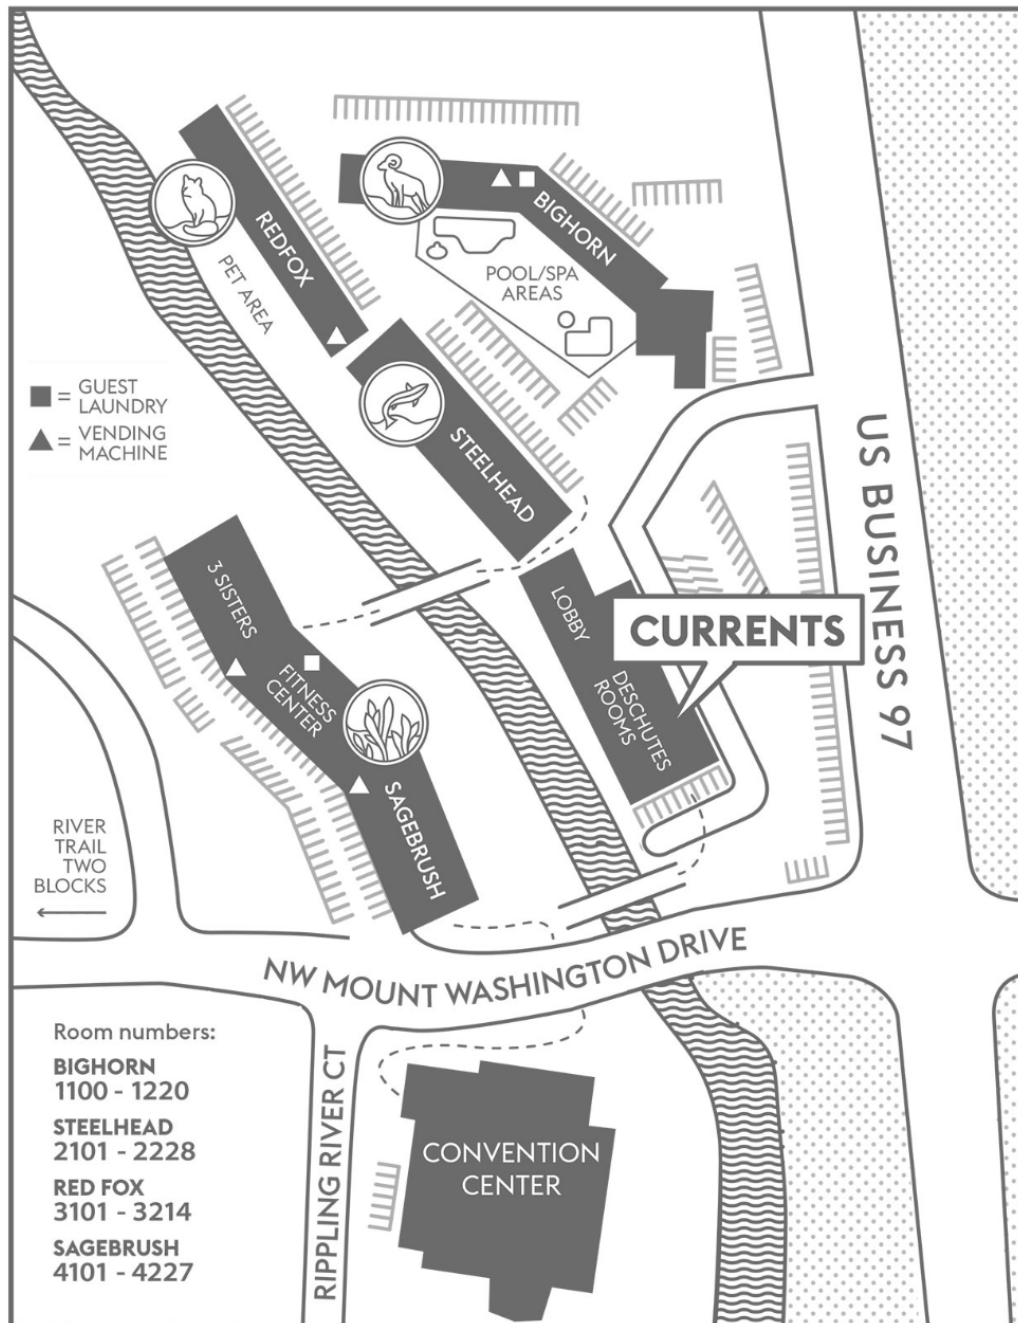 REDFOX
BIGHORN
POOL/SPA
AREAS
PET AREA
= GUEST
LAUNDRY
= VENDING
MACHINE
STEELHEAD
US BUSINESS 97
3 SISTERS
LOBBY
CURRENTS
FITNESS
CENTER
DESCHUTES
ROOMS
SAGEBRUSH
RIVER
TRAIL
TWO
BLOCKS
NW MOUNT WASHINGTON DRIVE
Room numbers:
BIGHORN
1100 - 1220
STEELHEAD
2101 - 2228
RED FOX
3101 - 3214
SAGEBRUSH
4101 - 4227
RIPPLING RIVER CT
CONVENTION
CENTER